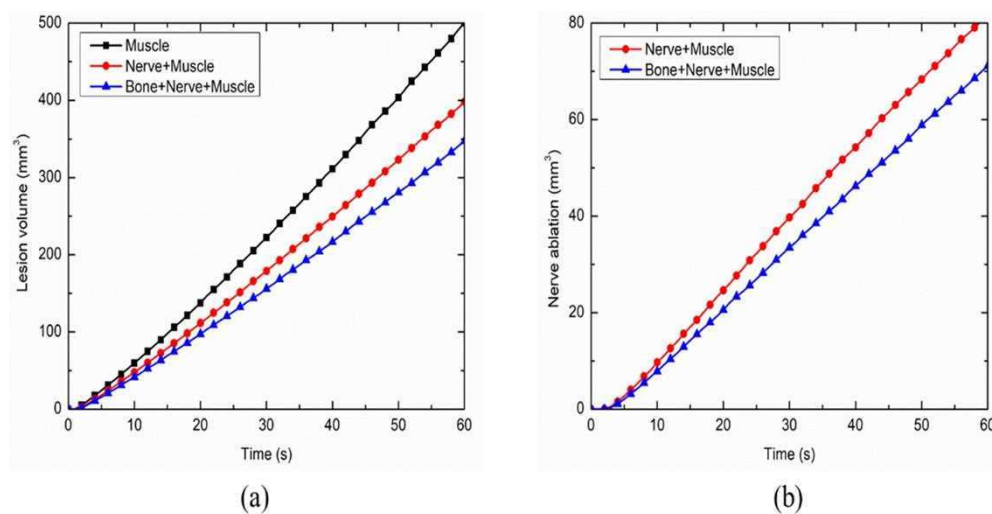 500
400
300
200
100
0
Lesion volume (mm³)
Muscle
Nerve+Muscle
Bone+Nerve+Muscle
0 10 20 30 40 50 60
Time (s)
(a)
80
60
40
20
0
Nerve ablation (mm³)
Nerve+Muscle
Bone+Nerve+Muscle
0 10 20 30 40 50 60
Time (s)
(b)